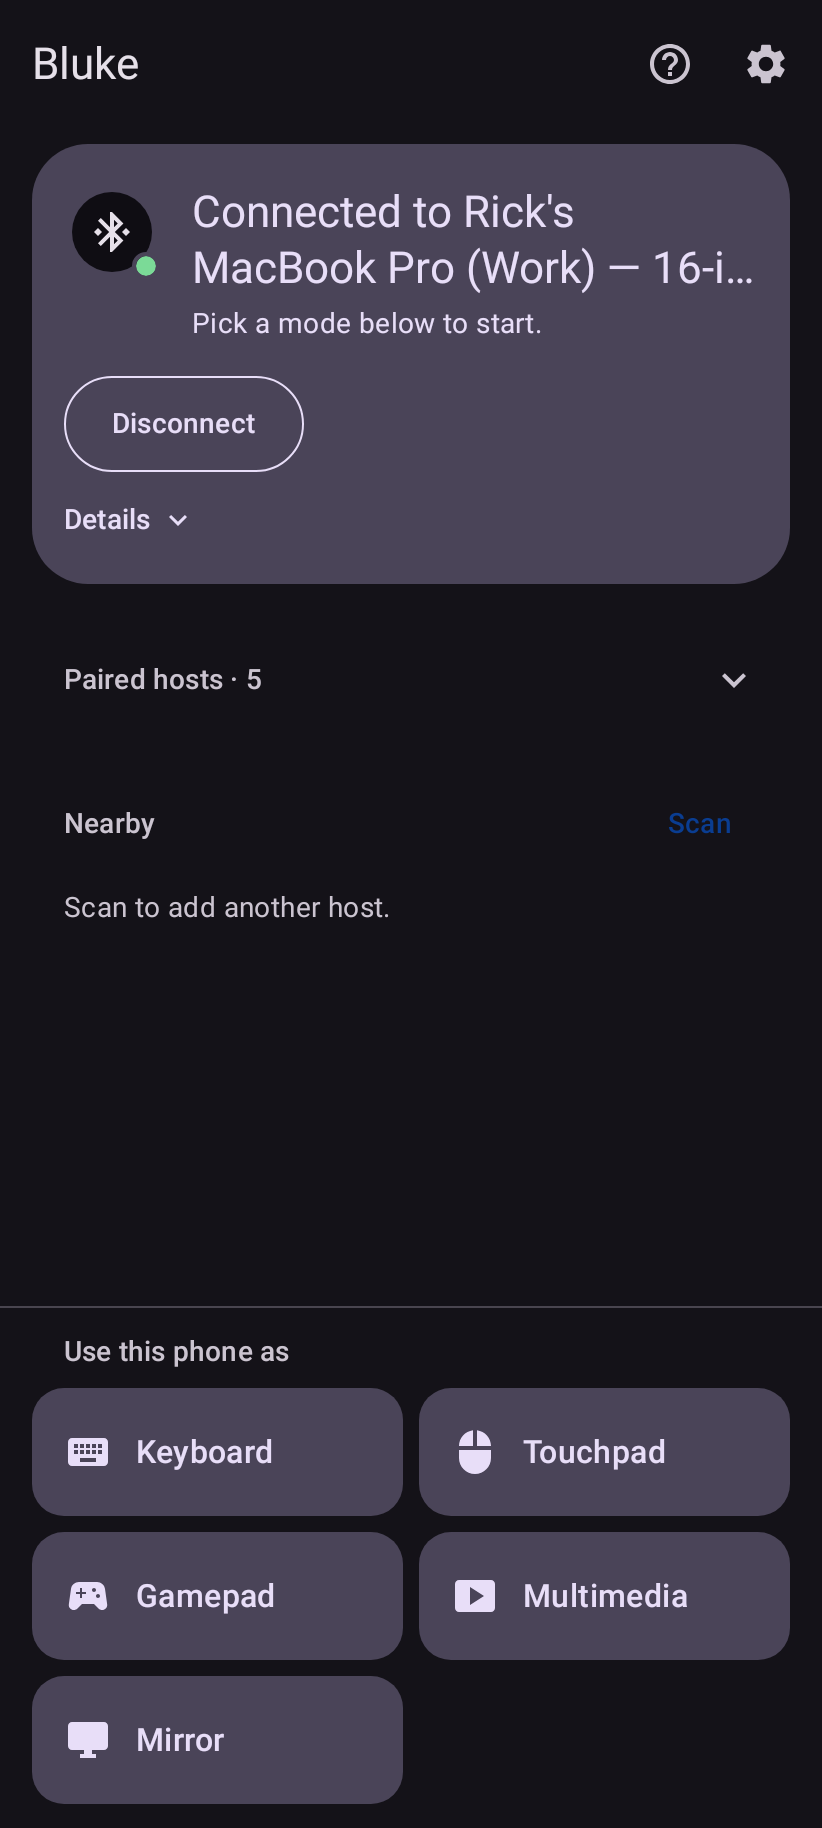 Bluke
Connected to Rick's
MacBook Pro (Work) — 16-i…
Pick a mode below to start.
Disconnect
Details
Paired hosts · 5
Nearby
Scan
Scan to add another host.
Use this phone as
Keyboard
Touchpad
Gamepad
Multimedia
Mirror